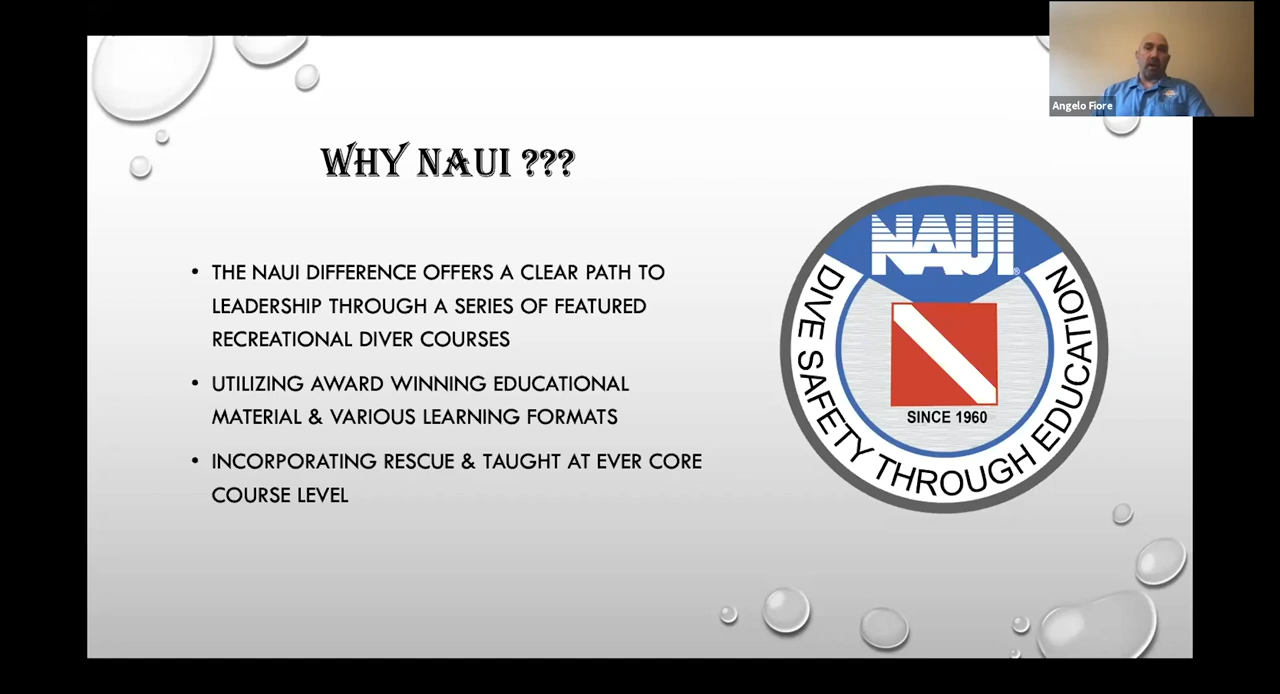 Angelo Fiore
WHY NAUI ???
• THE NAUI DIFFERENCE OFFERS A CLEAR PATH TO
LEADERSHIP THROUGH A SERIES OF FEATURED
RECREATIONAL DIVER COURSES
• UTILIZING AWARD WINNING EDUCATIONAL
MATERIAL & VARIOUS LEARNING FORMATS
• INCORPORATING RESCUE & TAUGHT AT EVER CORE
COURSE LEVEL
NAUI®
DIVE SAFETY THROUGH EDUCATION
SINCE 1960